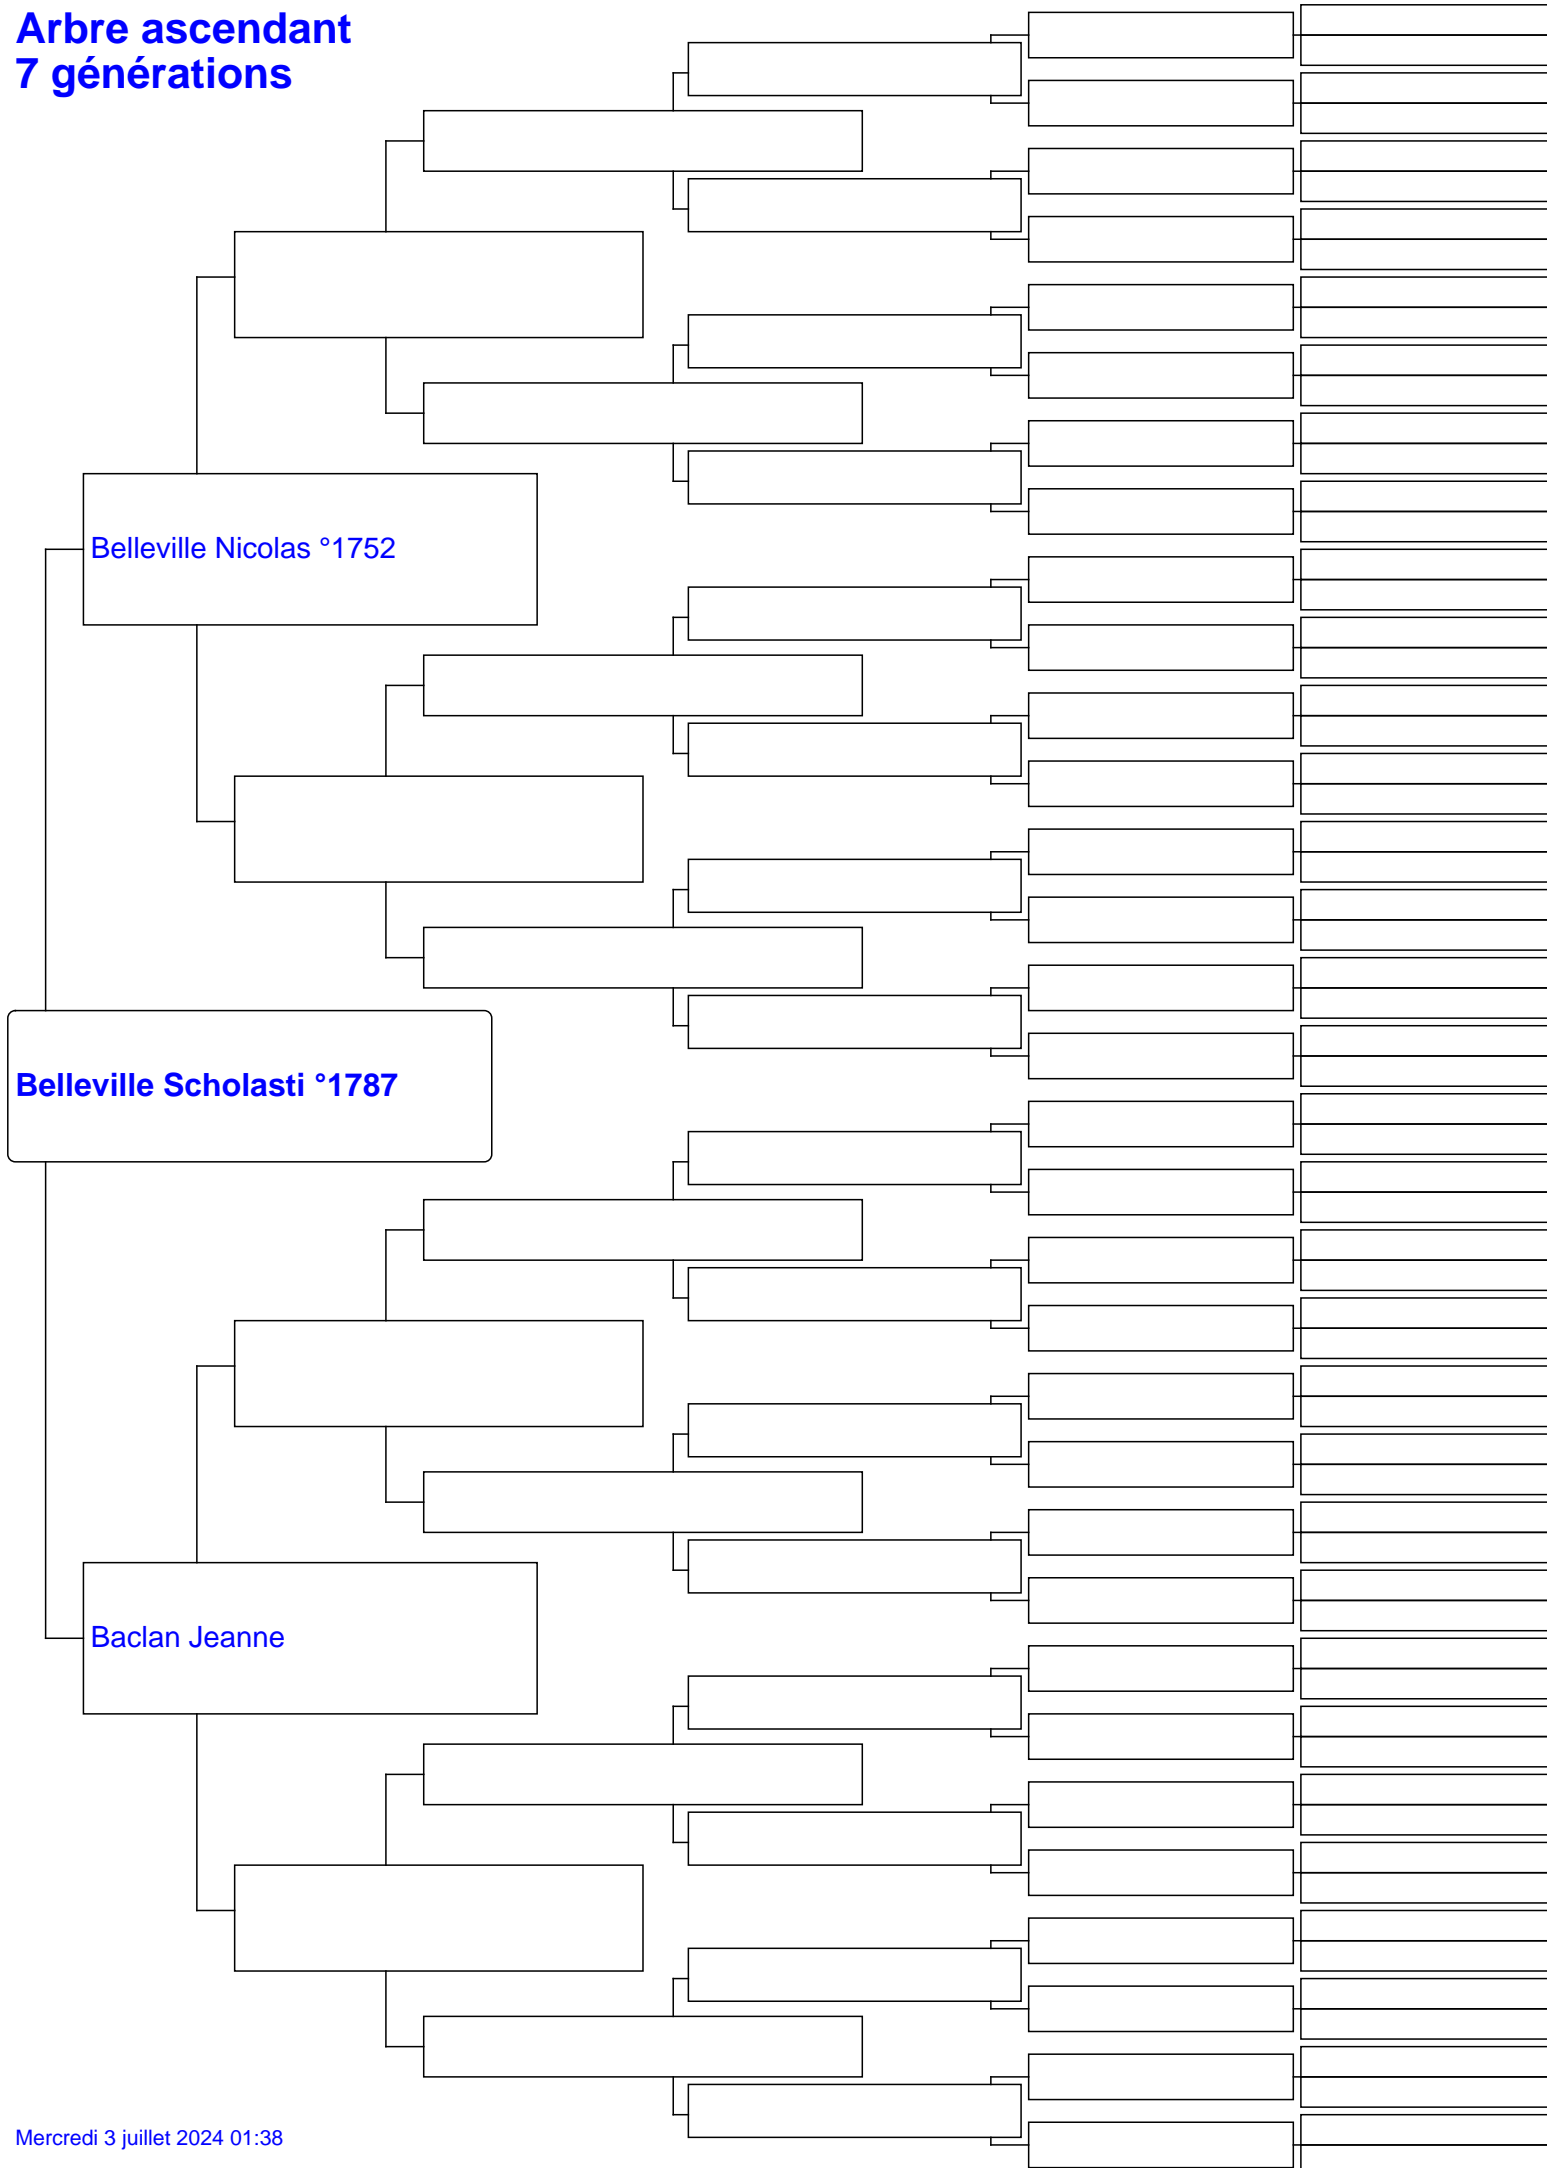 Arbre ascendant
7 générations
Belleville Nicolas °1752
Belleville Scholasti °1787
Baclan Jeanne
Mercredi 3 juillet 2024 01:38